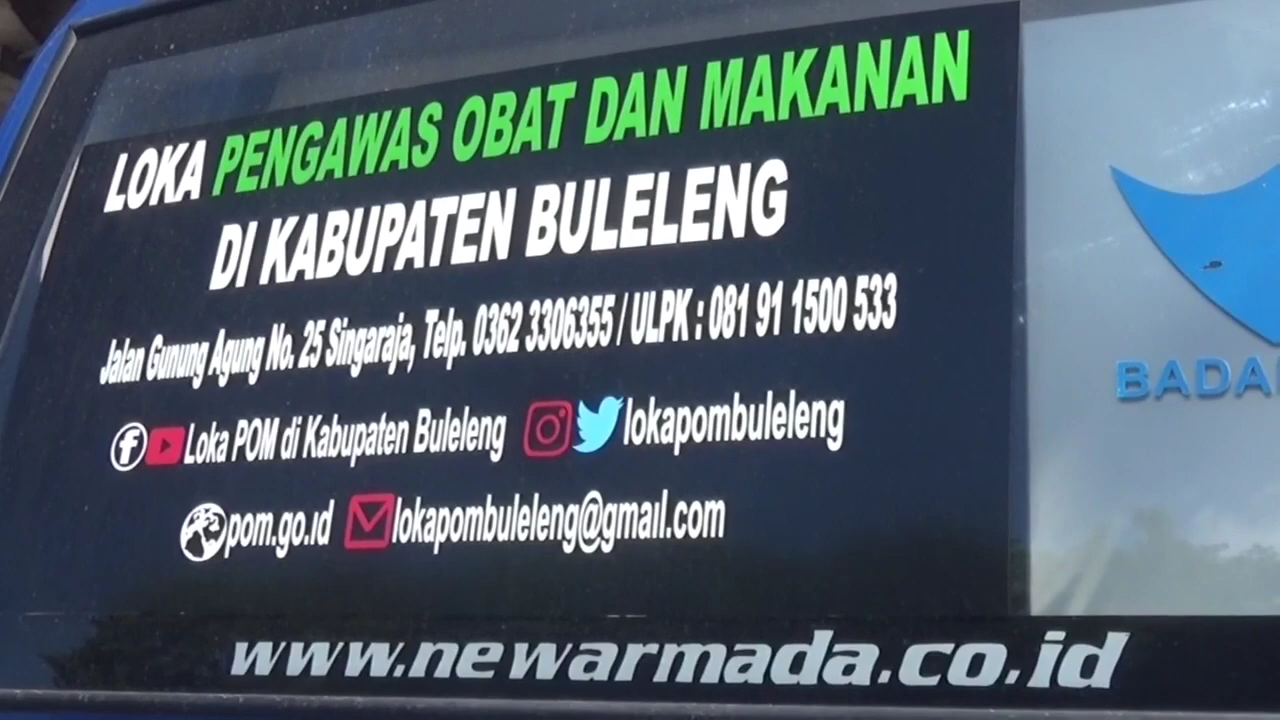 LOKA PENGAWAS OBAT DAN MAKANAN
DI KABUPATEN BULELENG
Jalan Gunung Agung No. 25 Singaraja, Telp. 0362 3306355 / ULPK : 081 91 1500 533
Loka POM di Kabupaten Buleleng lokapombuleleng
pom.go.id lokapombuleleng@gmail.com
BADA
www.newarmada.co.id